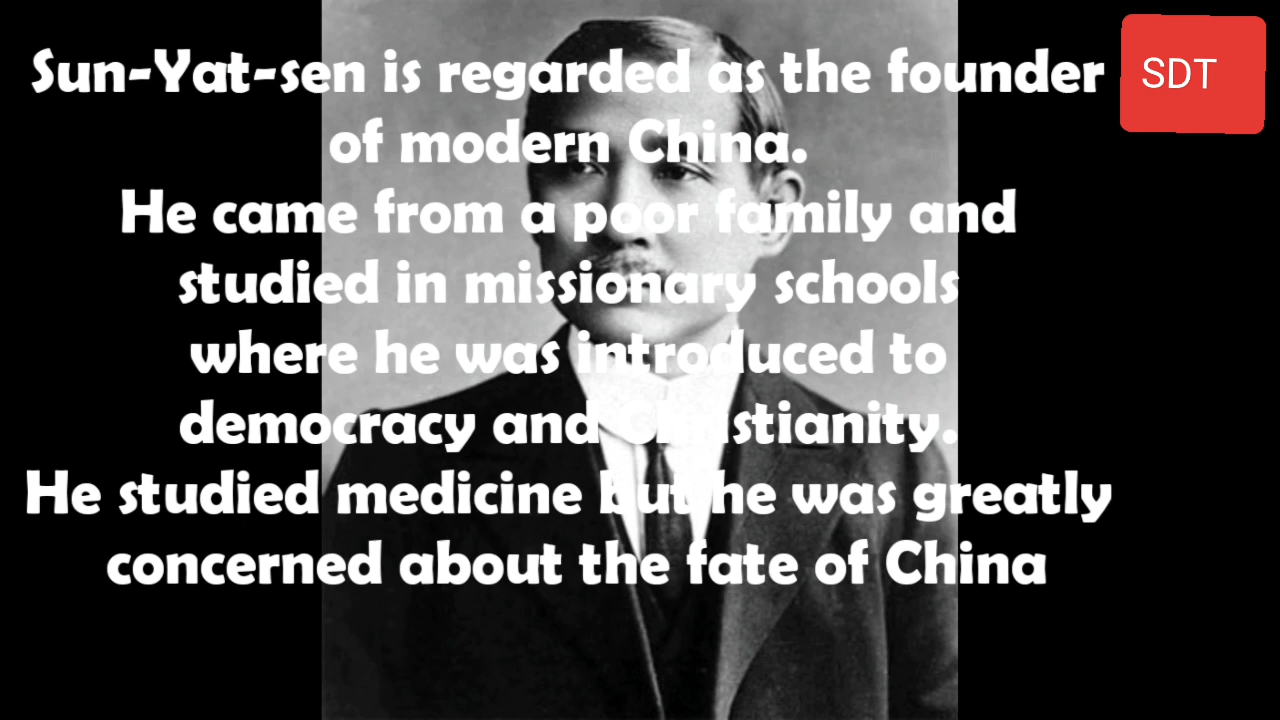 Sun-Yat-sen is regarded as the founder
of modern China.
He came from a poor family and
studied in missionary schools
where he was introduced to
democracy and Christianity.
He studied medicine but he was greatly
concerned about the fate of China
SDT